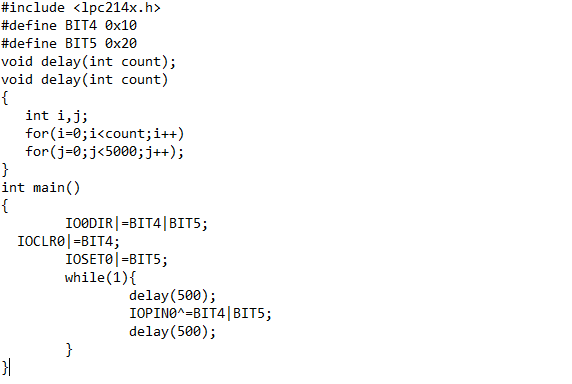 #include <lpc214x.h>
#define BIT4 0x10
#define BIT5 0x20
void delay(int count);
void delay(int count)
{
   int i,j;
   for(i=0;i<count;i++)
   for(j=0;j<5000;j++);
}
int main()
{
        IO0DIR|=BIT4|BIT5;
  IOCLR0|=BIT4;
        IOSET0|=BIT5;
        while(1){
                delay(500);
                IOPIN0^=BIT4|BIT5;
                delay(500);
        }
}